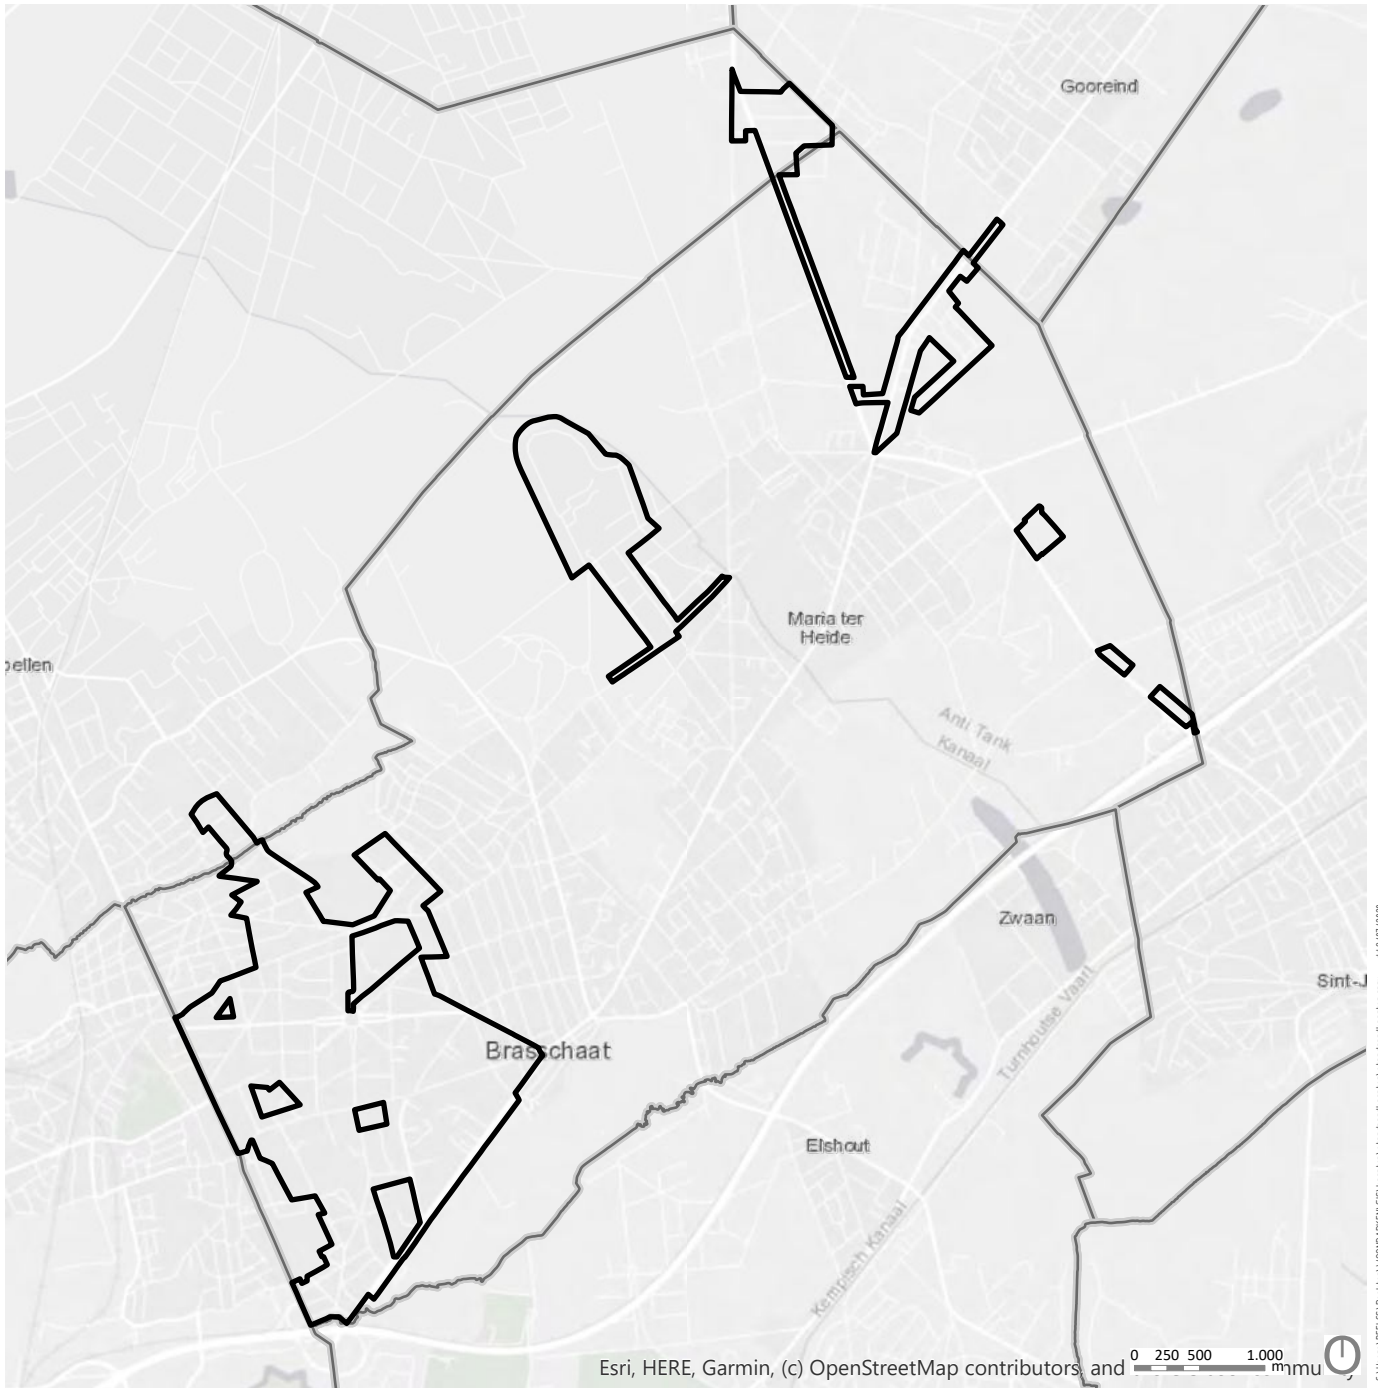 Gooreind
Maria ter
Heide
Anti Tank
Kanaal
Zwaan
Sint-J
Turnhoutse Vaart
Brasschaat
Elshout
Kempisch Kanaal
0 250 500 1.000
m
Esri, HERE, Garmin, (c) OpenStreetMap contributors, and